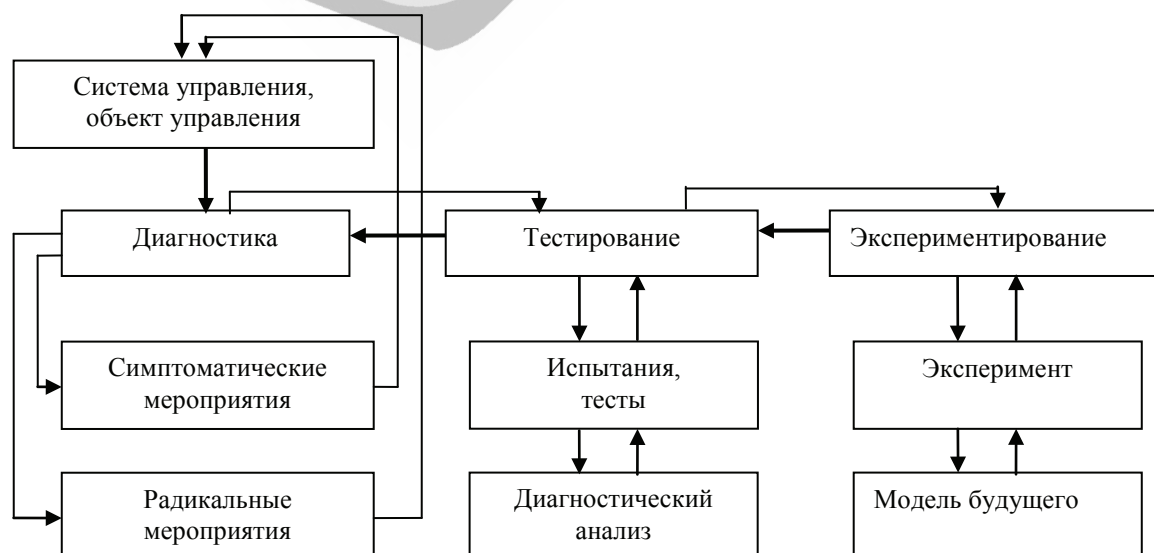 Система управления,
объект управления
Диагностика
Тестирование
Экспериментирование
Симптоматические
мероприятия
Испытания,
тесты
Эксперимент
Радикальные
мероприятия
Диагностический
анализ
Модель будущего